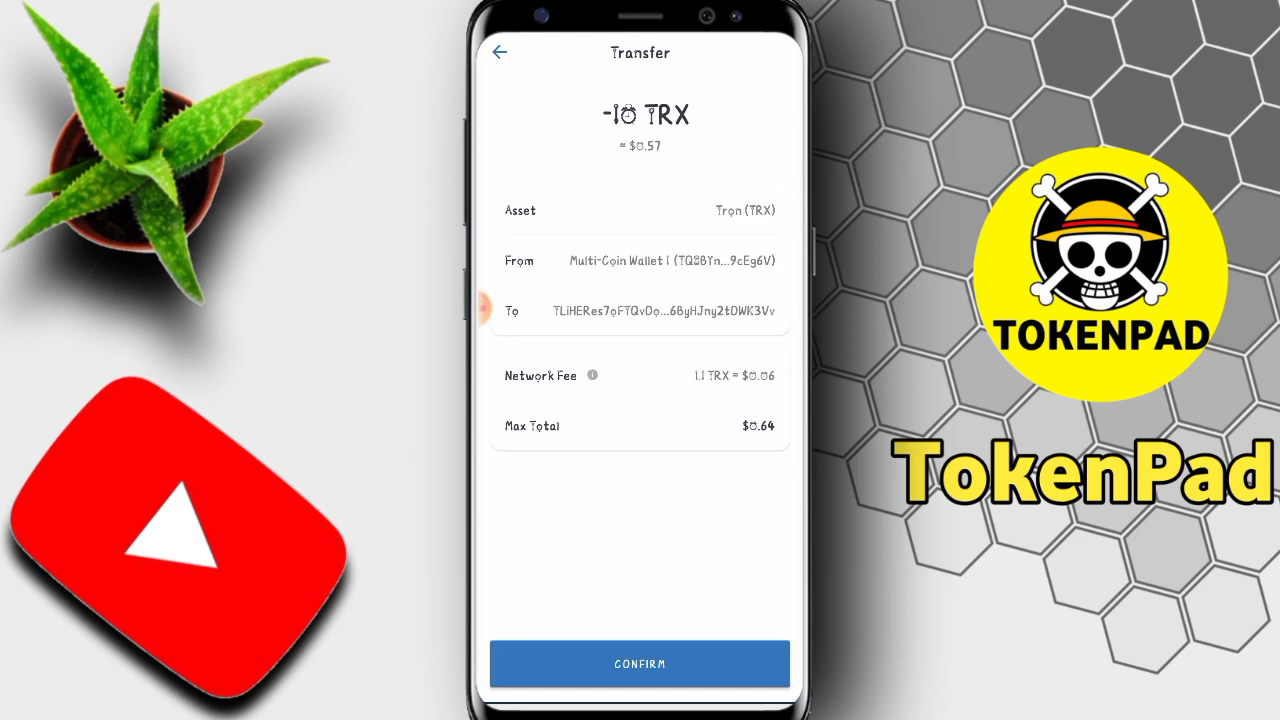 Transfer
-10 TRX
≈ $0.57
Asset Tron (TRX)
From Multi-Coin Wallet 1 (TQ2BYn...9cEg6V)
To TLiHERes7oFTQvDo...6ByHJny2tDWK3Vv
Network Fee 1.1 TRX ≈ $0.06
Max Total $0.64
CONFIRM
TOKENPAD
TokenPad